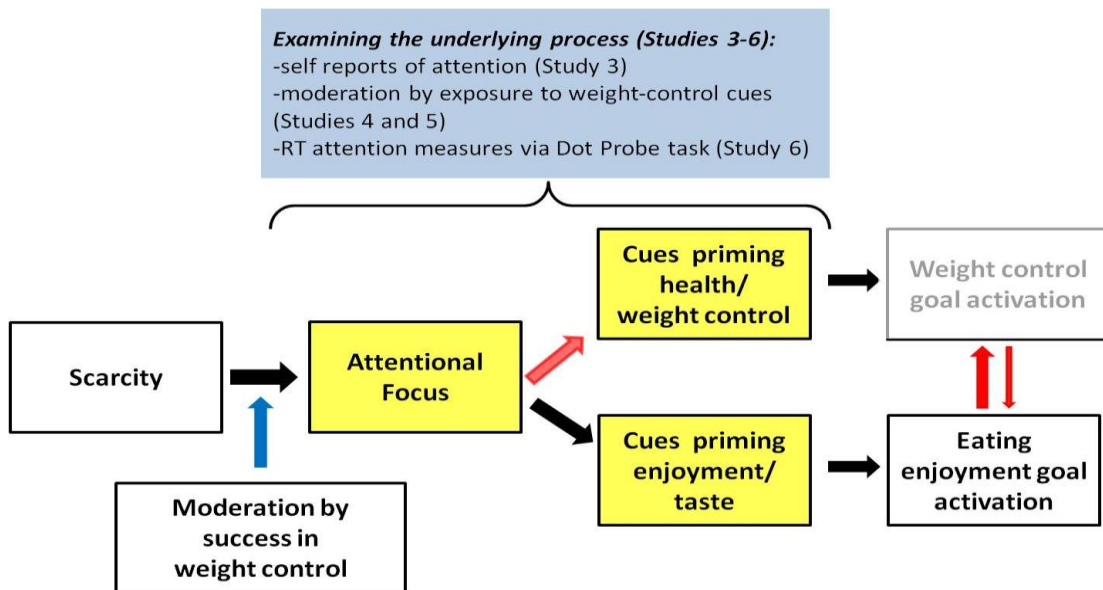 Examining the underlying process (Studies 3-6):
-self reports of attention (Study 3)
-moderation by exposure to weight-control cues
(Studies 4 and 5)
-RT attention measures via Dot Probe task (Study 6)
Cues priming
health/
weight control
Weight control
goal activation
Scarcity
Attentional
Focus
Cues priming
enjoyment/
taste
Eating
enjoyment goal
activation
Moderation by
success in
weight control